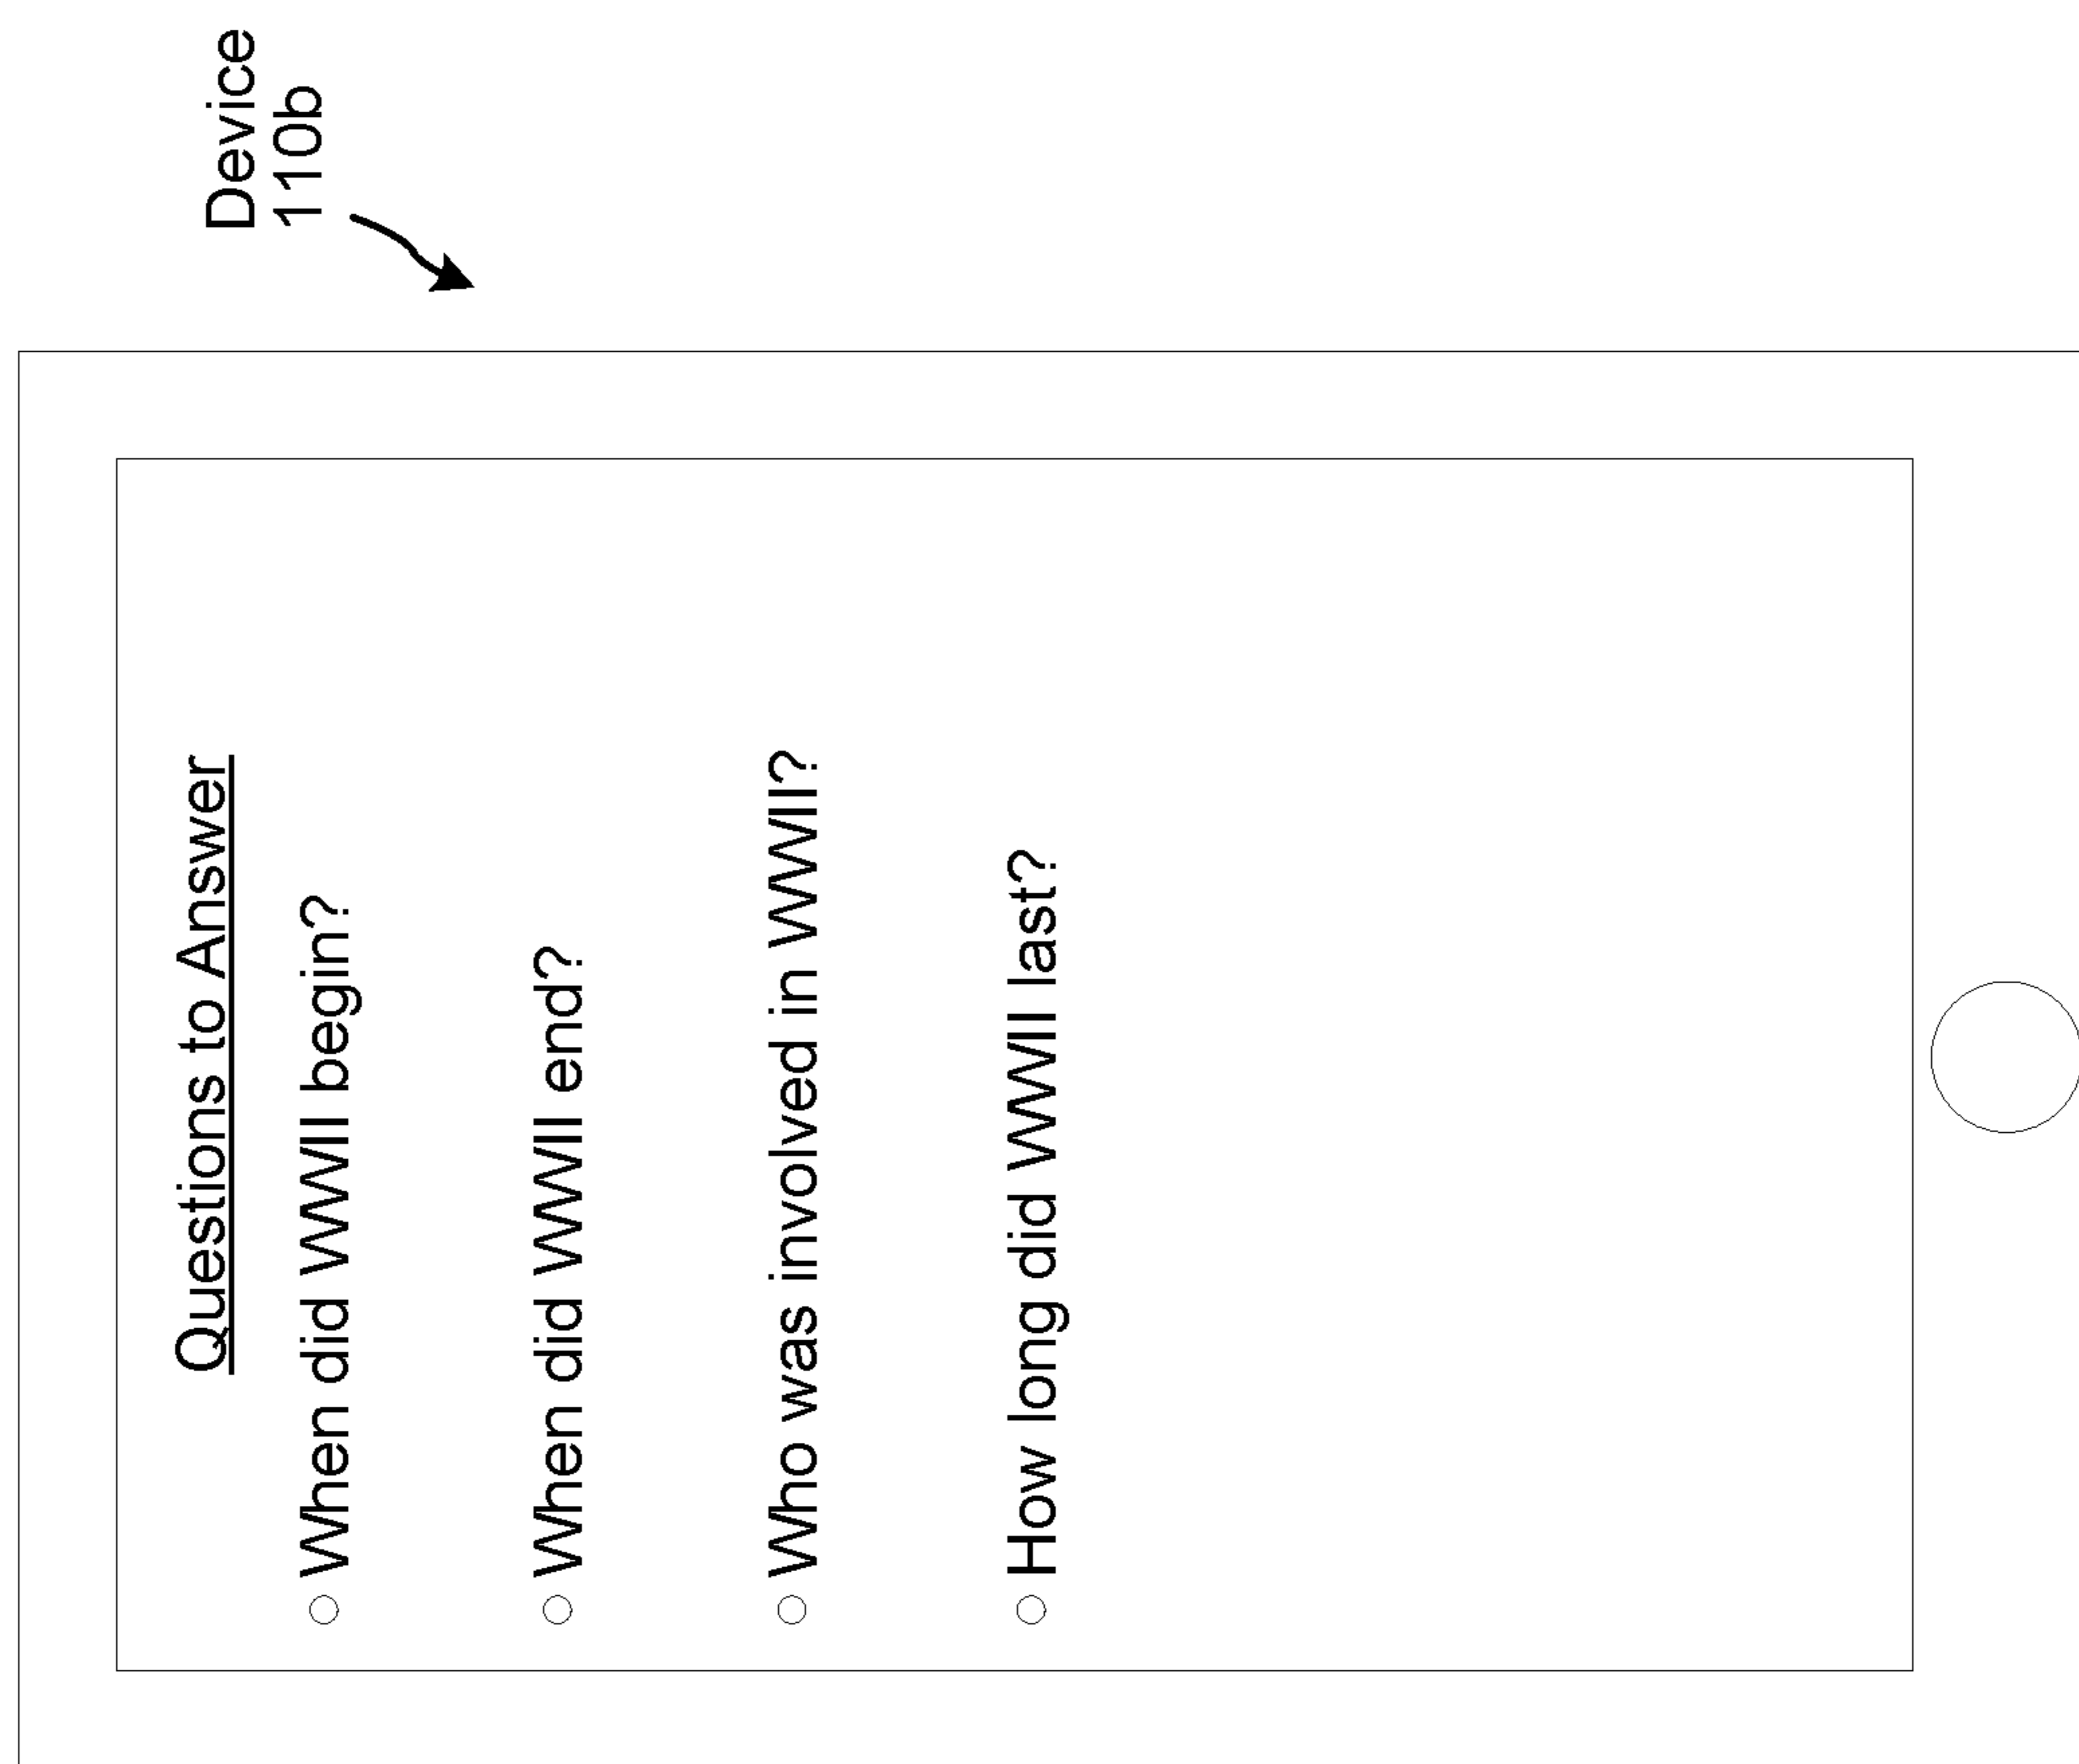 Device
110b
Questions to Answer
When did WWII begin?
When did WWII end?
Who was involved in WWII?
How long did WWII last?